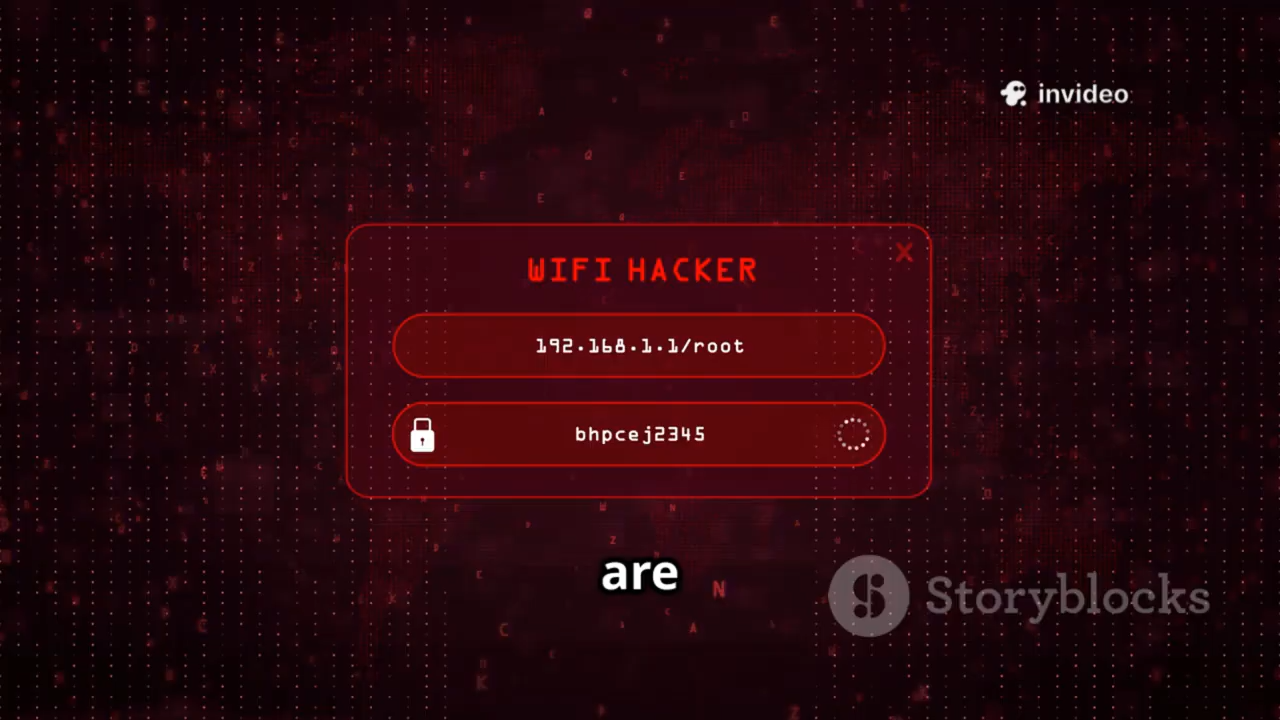 invideo
WIFI HACKER
192.168.1.1/root
bhpcej2345
are
Storyblocks